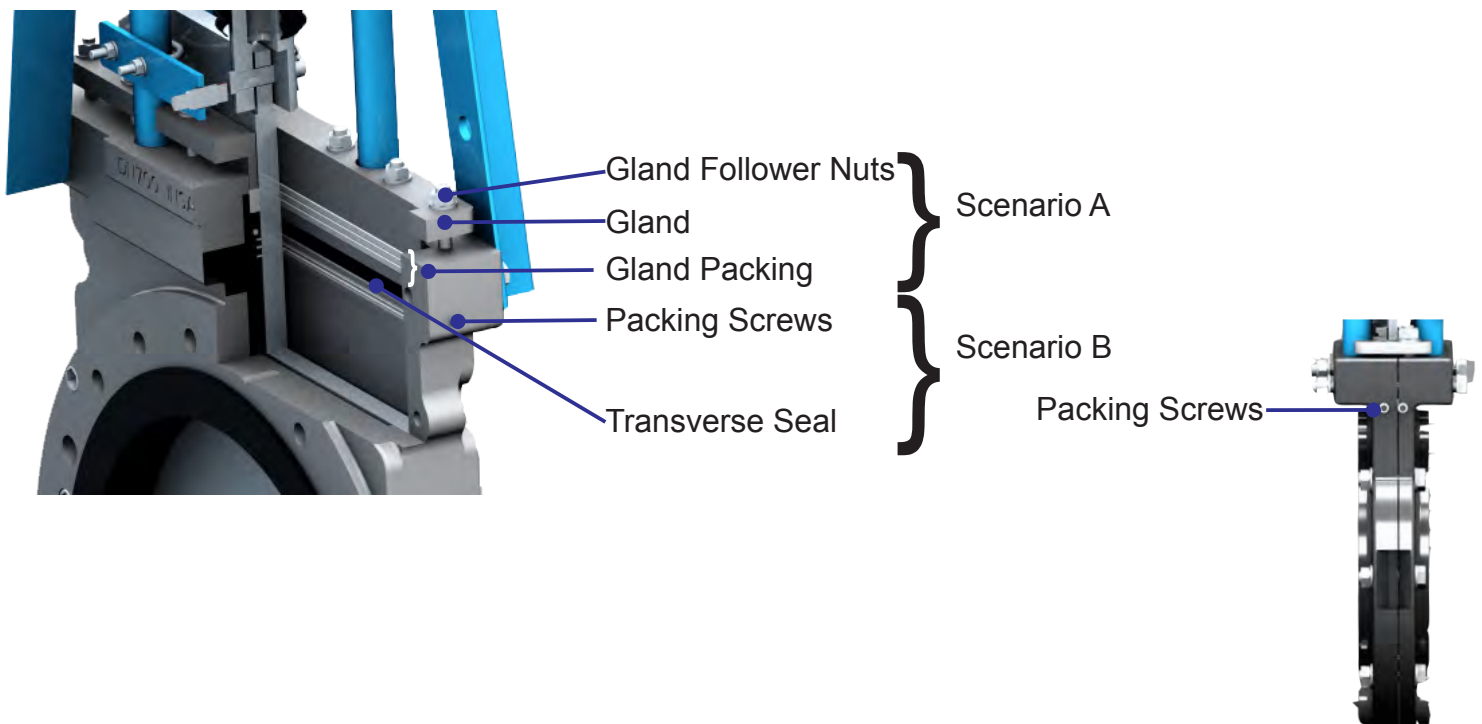 Gland Follower Nuts
Gland
Gland Packing
Packing Screws
Transverse Seal
Scenario A
Scenario B
Packing Screws